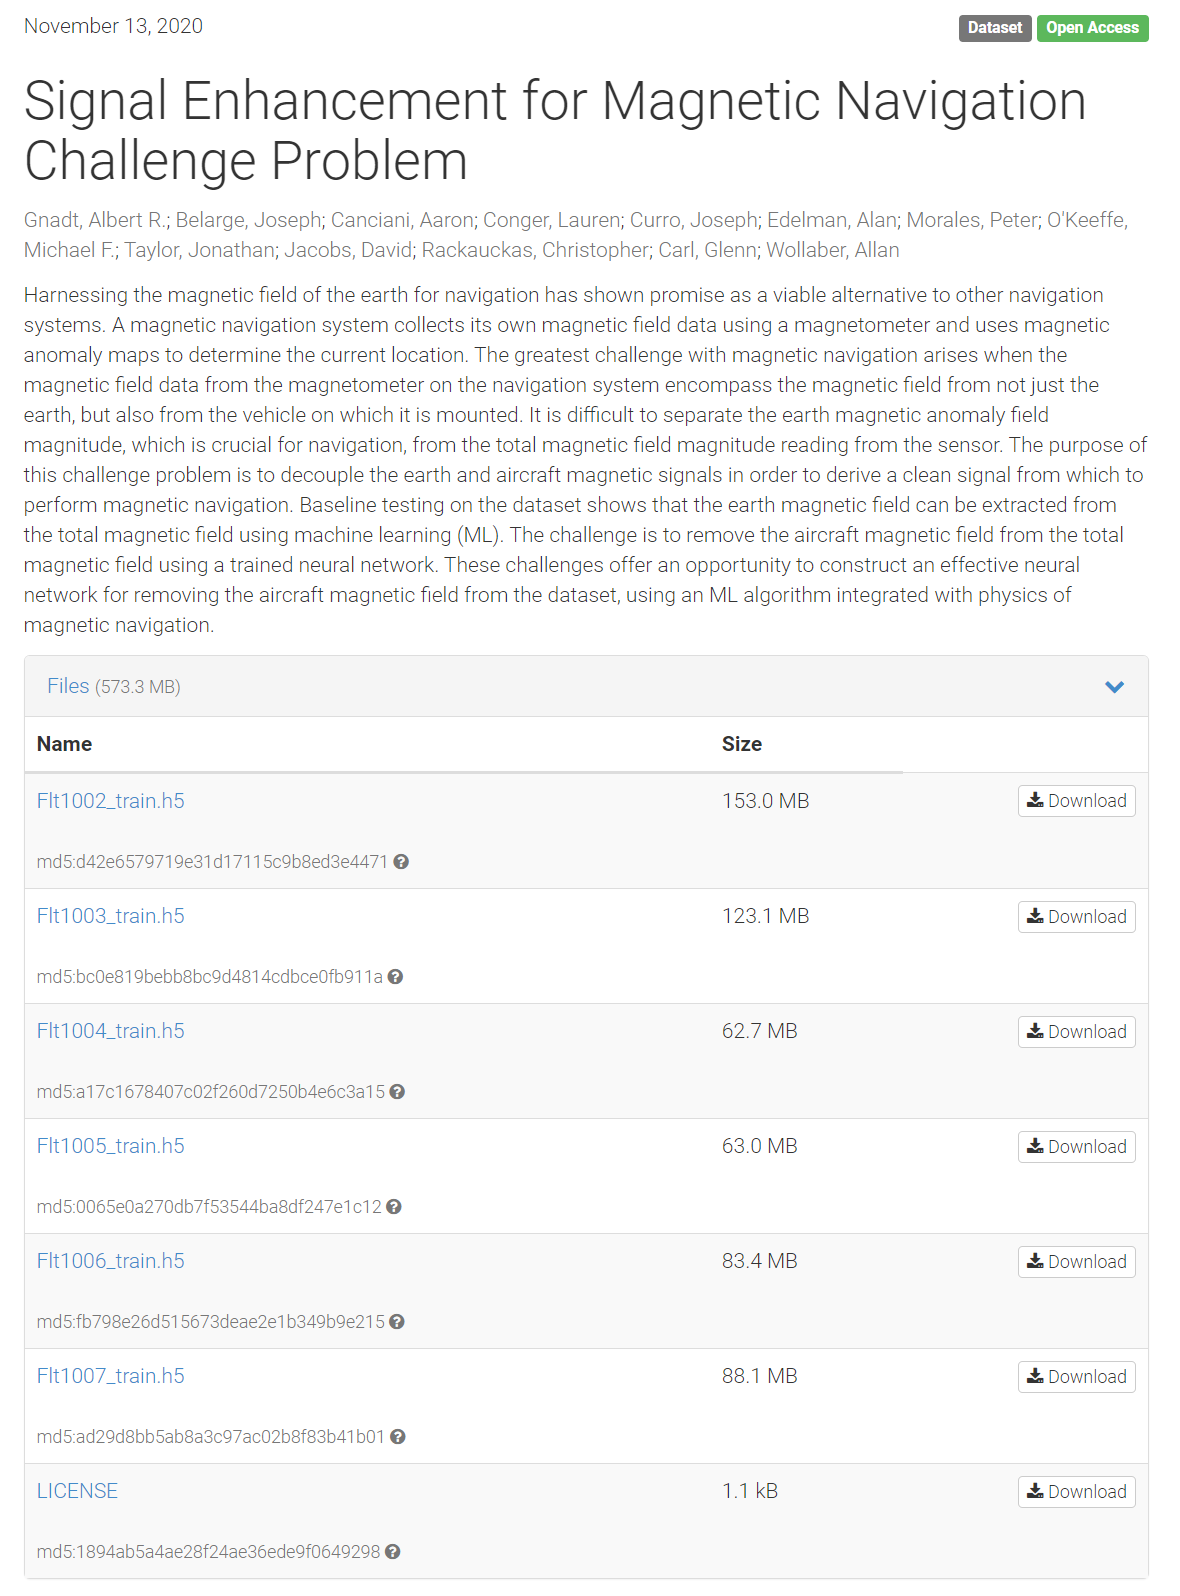 November 13, 2020
Dataset Open Access
Signal Enhancement for Magnetic Navigation
Challenge Problem
Gnadt, Albert R.; Belarge, Joseph; Canciani, Aaron; Conger, Lauren; Curro, Joseph; Edelman, Alan; Morales, Peter; O'Keeffe,
Michael F.; Taylor, Jonathan; Jacobs, David; Rackauckas, Christopher; Carl, Glenn; Wollaber, Allan
Harnessing the magnetic field of the earth for navigation has shown promise as a viable alternative to other navigation
systems. A magnetic navigation system collects its own magnetic field data using a magnetometer and uses magnetic
anomaly maps to determine the current location. The greatest challenge with magnetic navigation arises when the
magnetic field data from the magnetometer on the navigation system encompass the magnetic field from not just the
earth, but also from the vehicle on which it is mounted. It is difficult to separate the earth magnetic anomaly field
magnitude, which is crucial for navigation, from the total magnetic field magnitude reading from the sensor. The purpose of
this challenge problem is to decouple the earth and aircraft magnetic signals in order to derive a clean signal from which to
perform magnetic navigation. Baseline testing on the dataset shows that the earth magnetic field can be extracted from
the total magnetic field using machine learning (ML). The challenge is to remove the aircraft magnetic field from the total
magnetic field using a trained neural network. These challenges offer an opportunity to construct an effective neural
network for removing the aircraft magnetic field from the dataset, using an ML algorithm integrated with physics of
magnetic navigation.
Files (573.3 MB)
Name Size
Flt1002_train.h5 153.0 MB Download
md5:d42e6579719e31d17115c9b8ed3e4471
Flt1003_train.h5 123.1 MB Download
md5:bc0e819bebb8bc9d4814cdbce0fb911a
Flt1004_train.h5 62.7 MB Download
md5:a17c1678407c02f260d7250b4e6c3a15
Flt1005_train.h5 63.0 MB Download
md5:0065e0a270db7f53544ba8df247e1c12
Flt1006_train.h5 83.4 MB Download
md5:fb798e26d515673deae2e1b349b9e215
Flt1007_train.h5 88.1 MB Download
md5:ad29d8bb5ab8a3c97ac02b8f83b41b01
LICENSE 1.1 kB Download
md5:1894ab5a4ae28f24ae36ede9f0649298